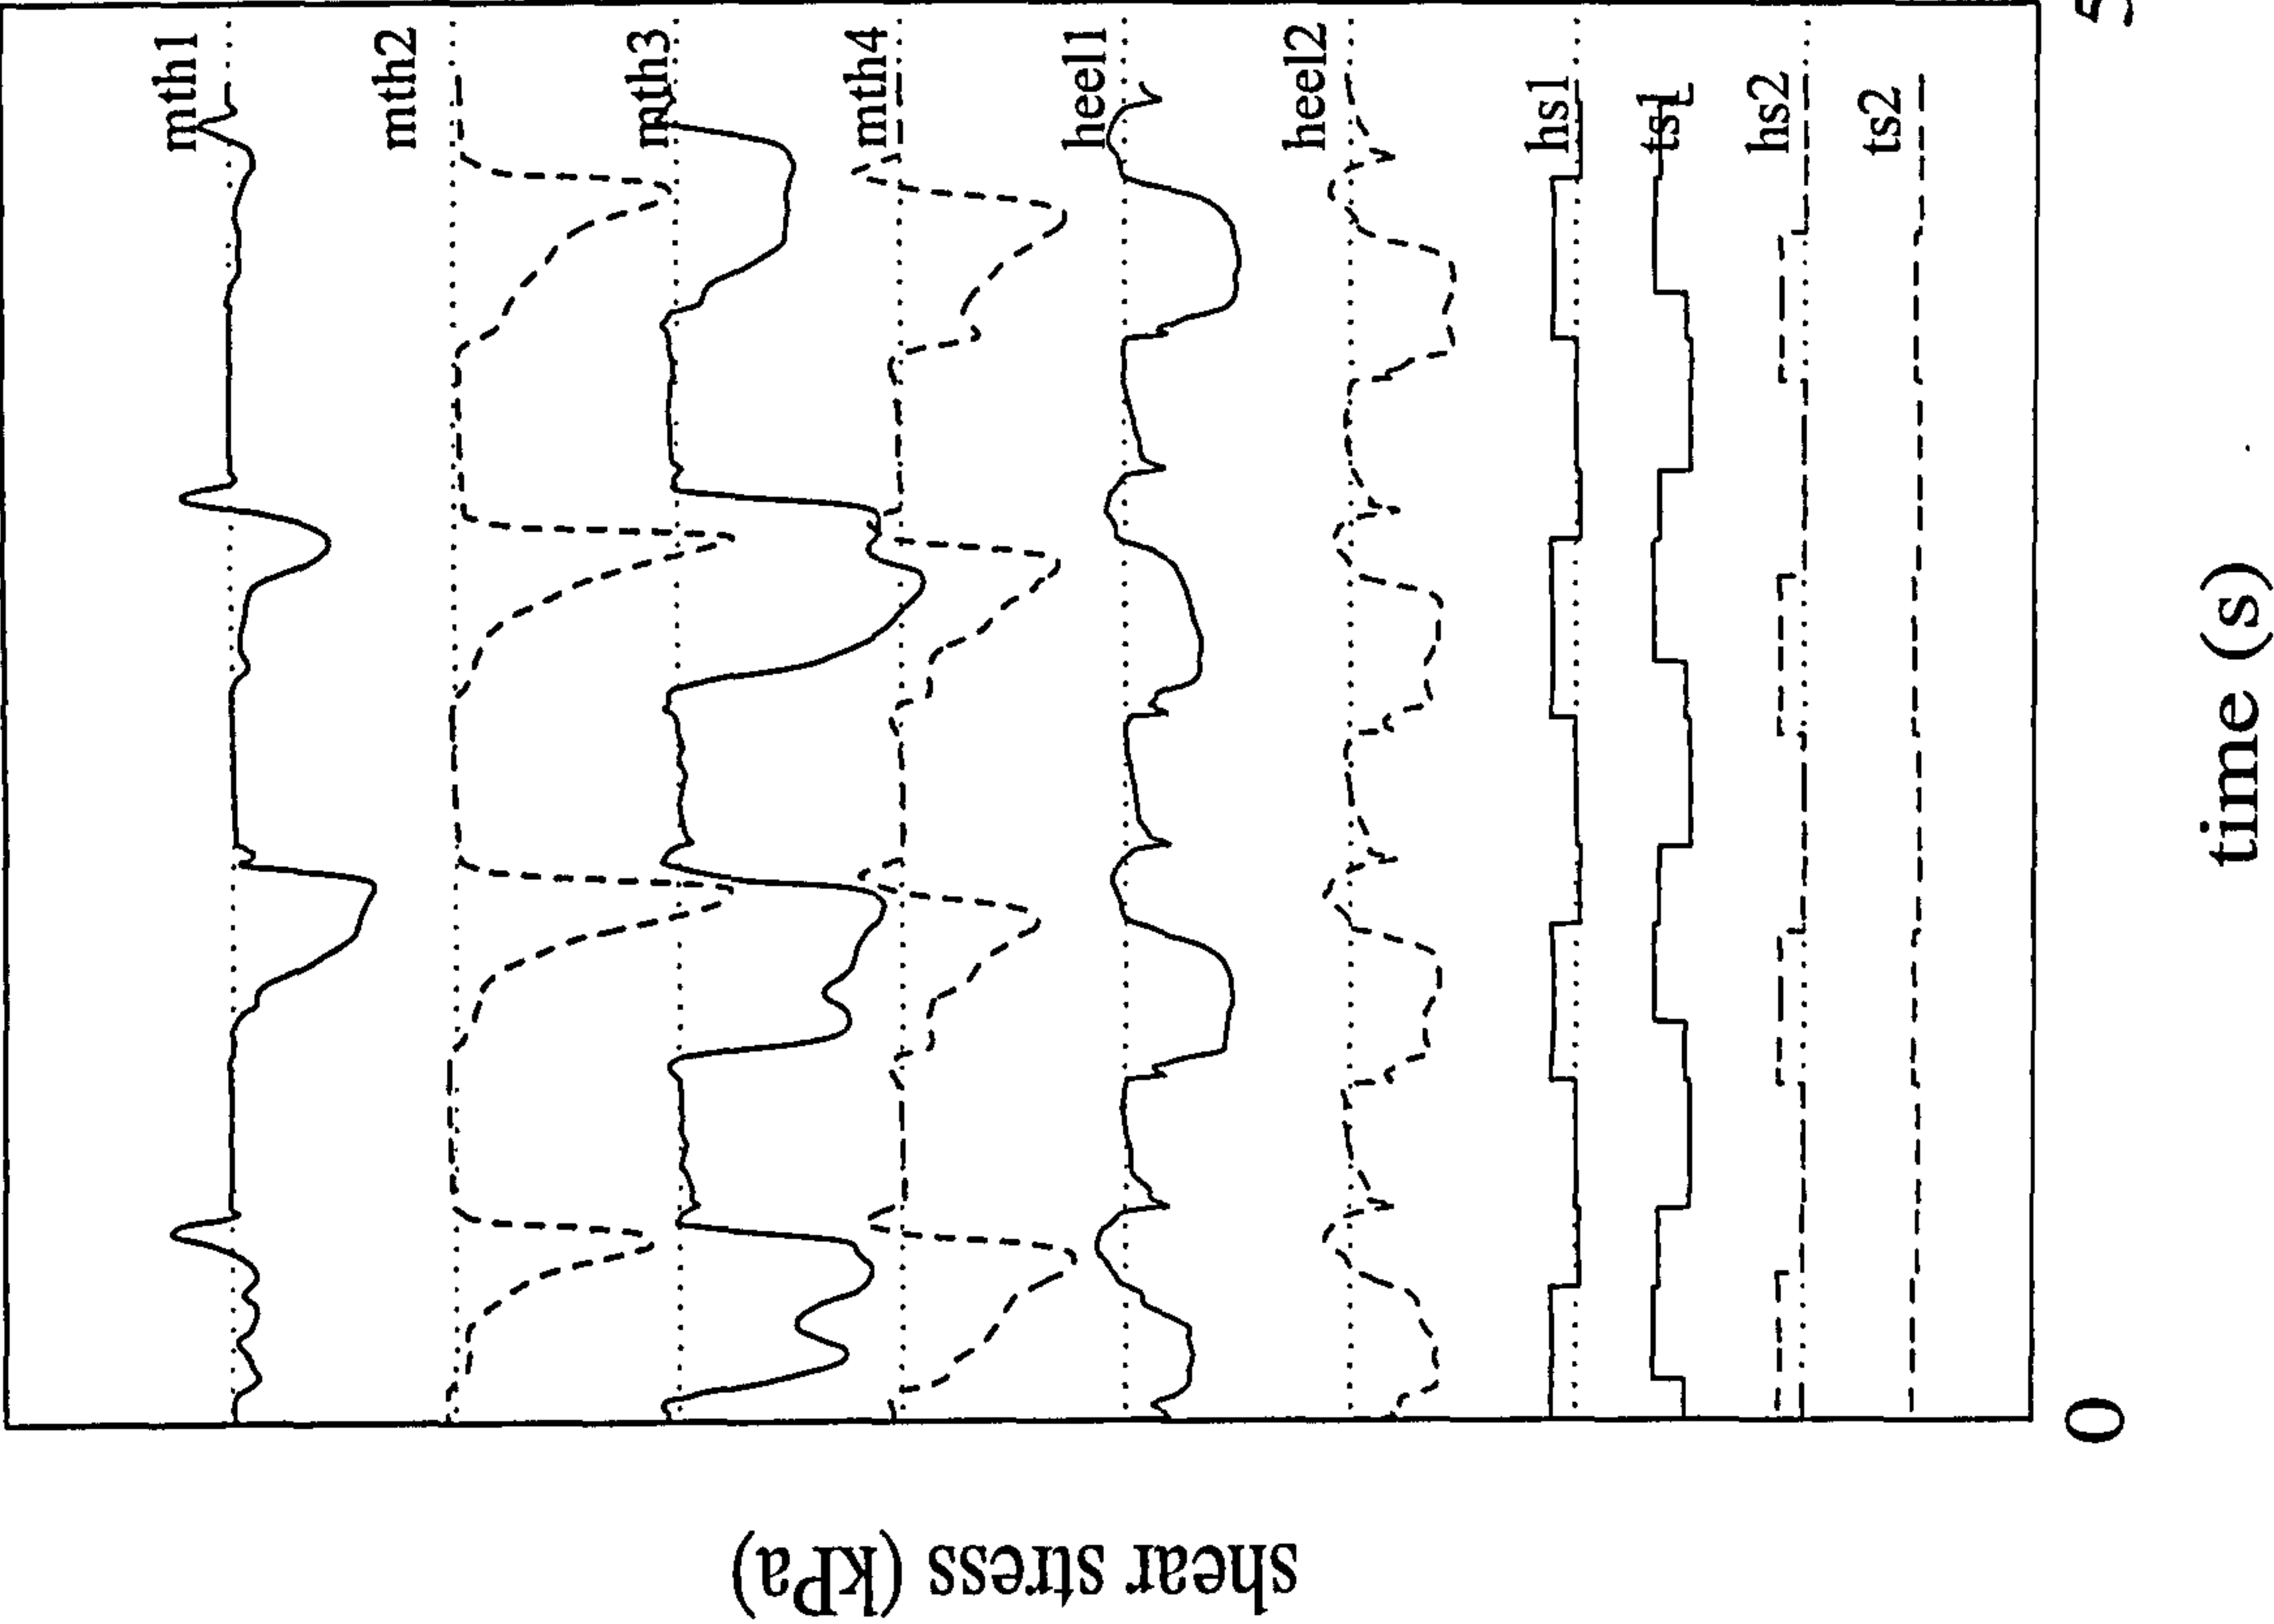 mth1
mth2
mth3
mth4
heel1
heel2
hs1
ts1
hs2
ts2
0
5
time (s)
shear stress (kPa)